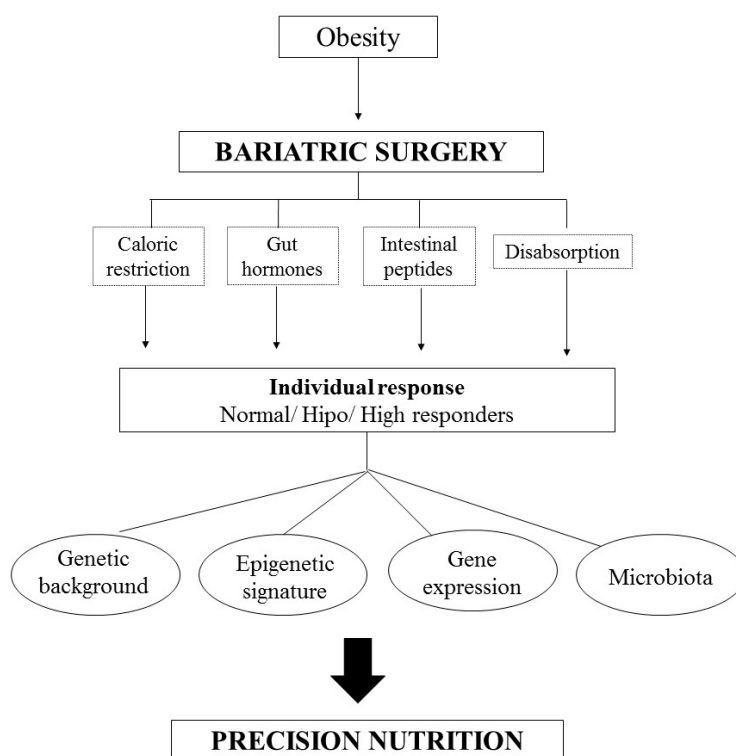 Obesity
BARIATRIC SURGERY
Caloric
restriction
Gut
hormones
Intestinal
peptides
Disabsorption
Individual response
Normal/ Hipo/ High responders
Genetic
background
Epigenetic
signature
Gene
expression
Microbiota
PRECISION NUTRITION